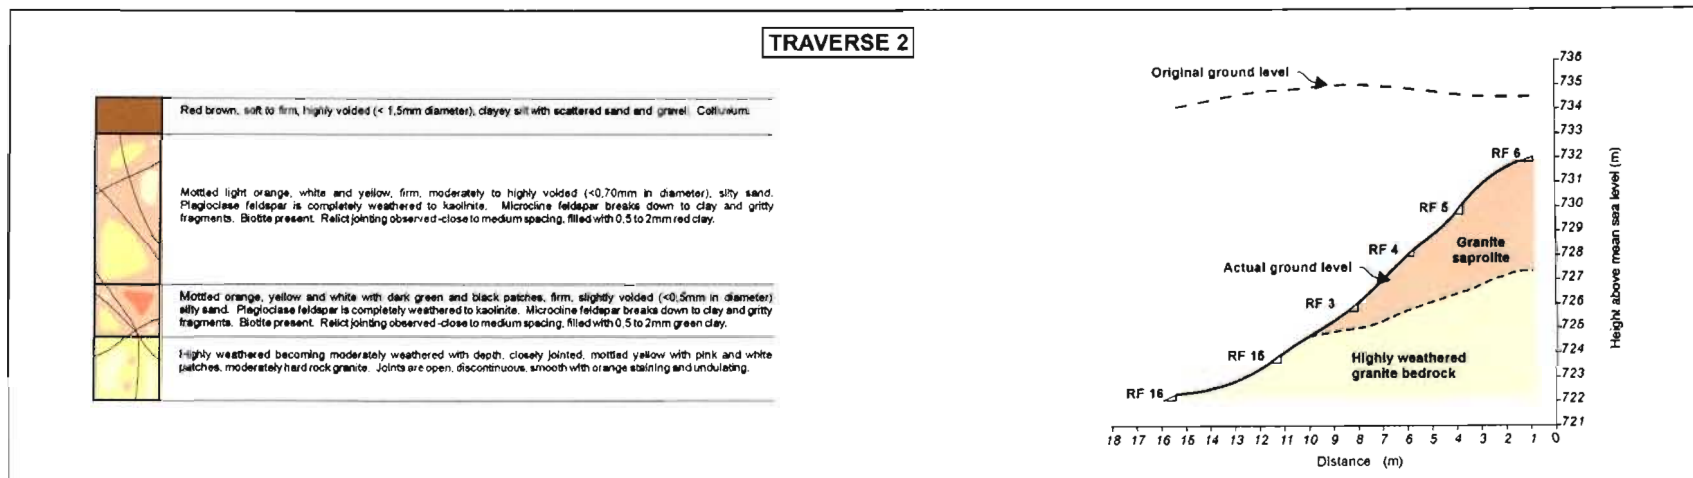 TRAVERSE 2
Red brown, soft to firm, highly voided (< 1,5mm diameter), clayey silt with scattered sand and gravel. Colluvium.
Mottled light orange, white and yellow, firm, moderately to highly voided (<0,70mm in diameter), silty sand.
Plagioclase feldspar is completely weathered to kaolinite. Microcline feldspar breaks down to clay and gritty
fragments. Biotite present. Relict jointing observed -close to medium spacing, filled with 0,5 to 2mm red clay.
Mottled orange, yellow and white with dark green and black patches, firm, slightly voided (<0,5mm in diameter)
silty sand. Plagioclase feldspar is completely weathered to kaolinite. Microcline feldspar breaks down to clay and gritty
fragments. Biotite present. Relict jointing observed -close to medium spacing, filled with 0,5 to 2mm green clay.
Highly weathered becoming moderately weathered with depth, closely jointed, mottled yellow with pink and white
patches, moderately hard rock granite. Joints are open, discontinuous, smooth with orange staining and undulating.
Original ground level
Actual ground level
RF 6
RF 5
RF 4
RF 3
RF 15
RF 16
Granite
saprolite
Highly weathered
granite bedrock
736
735
734
733
732
731
730
729
728
727
726
725
724
723
722
721
Height above mean sea level (m)
18 17 16 15 14 13 12 11 10 9 8 7 6 5 4 3 2 1 0
Distance (m)